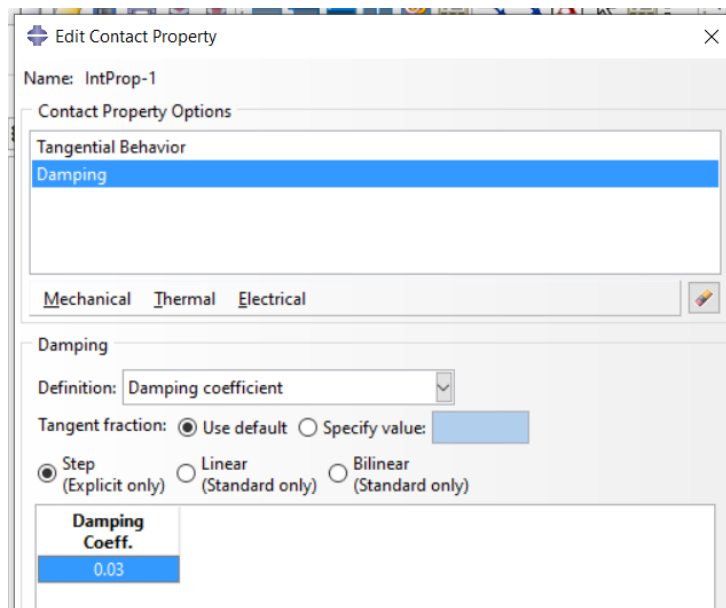 Edit Contact Property
Name: IntProp-1
Contact Property Options
Tangential Behavior
Damping
Mechanical Thermal Electrical
Damping
Definition: Damping coefficient
Tangent fraction: Use default Specify value:
Step Linear Bilinear
(Explicit only) (Standard only) (Standard only)
Damping
Coeff.
0.03